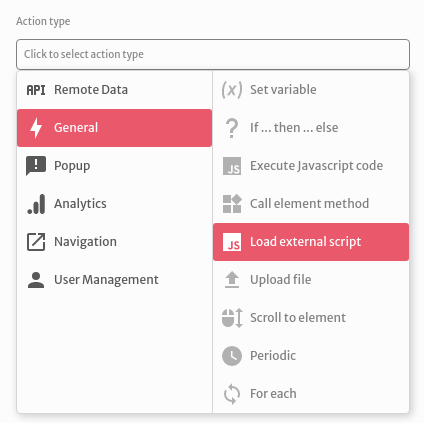 Action type
Click to select action type
API Remote Data
General
Popup
Analytics
Navigation
User Management
(x) Set variable
? If ... then ... else
JS Execute Javascript code
Call element method
JS Load external script
Upload file
Scroll to element
Periodic
For each